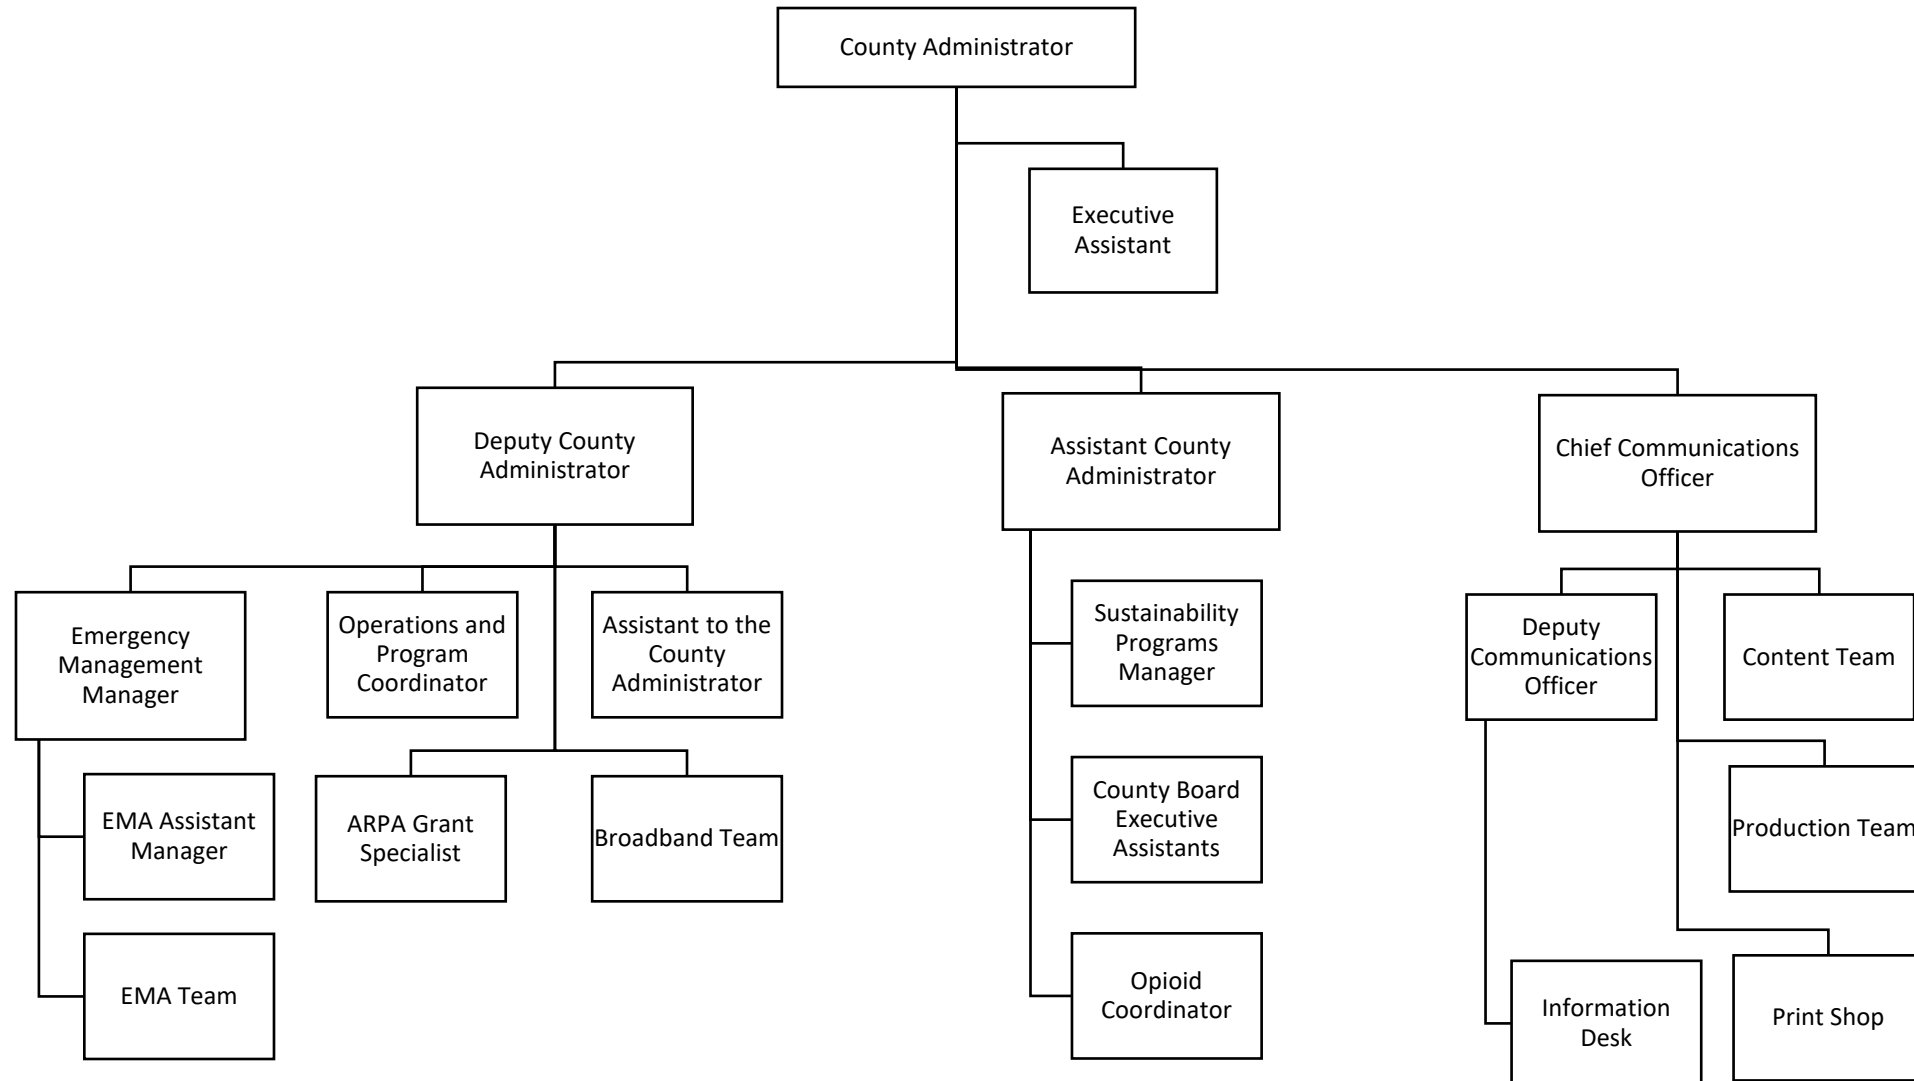 County Administrator
Executive
Assistant
Deputy County
Administrator
Assistant County
Administrator
Chief Communications
Officer
Emergency
Management
Manager
Operations and
Program
Coordinator
Assistant to the
County
Administrator
Sustainability
Programs
Manager
Deputy
Communications
Officer
Content Team
EMA Assistant
Manager
ARPA Grant
Specialist
Broadband Team
County Board
Executive
Assistants
Production Team
EMA Team
Opioid
Coordinator
Information
Desk
Print Shop